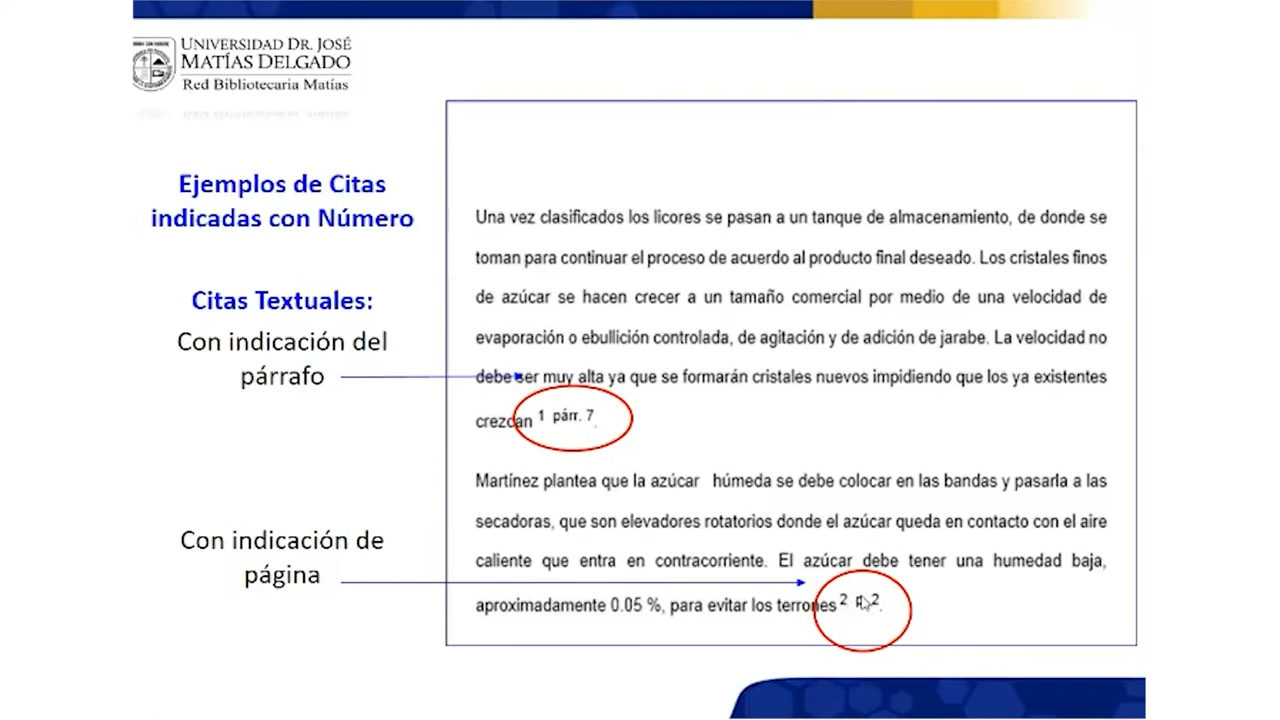 UNIVERSIDAD DR. JOSÉ
MATÍAS DELGADO
Red Bibliotecaria Matías
Ejemplos de Citas
indicadas con Número
Citas Textuales:
Con indicación del
párrafo
Con indicación de
página
Una vez clasificados los licores se pasan a un tanque de almacenamiento, de donde se
toman para continuar el proceso de acuerdo al producto final deseado. Los cristales finos
de azúcar se hacen crecer a un tamaño comercial por medio de una velocidad de
evaporación o ebullición controlada, de agitación y de adición de jarabe. La velocidad no
debe ser muy alta ya que se formarán cristales nuevos impidiendo que los ya existentes
crezcan 1 párr. 7.
Martínez plantea que la azúcar húmeda se debe colocar en las bandas y pasarla a las
secadoras, que son elevadores rotatorios donde el azúcar queda en contacto con el aire
caliente que entra en contracorriente. El azúcar debe tener una humedad baja,
aproximadamente 0.05 %, para evitar los terrones 2 2.